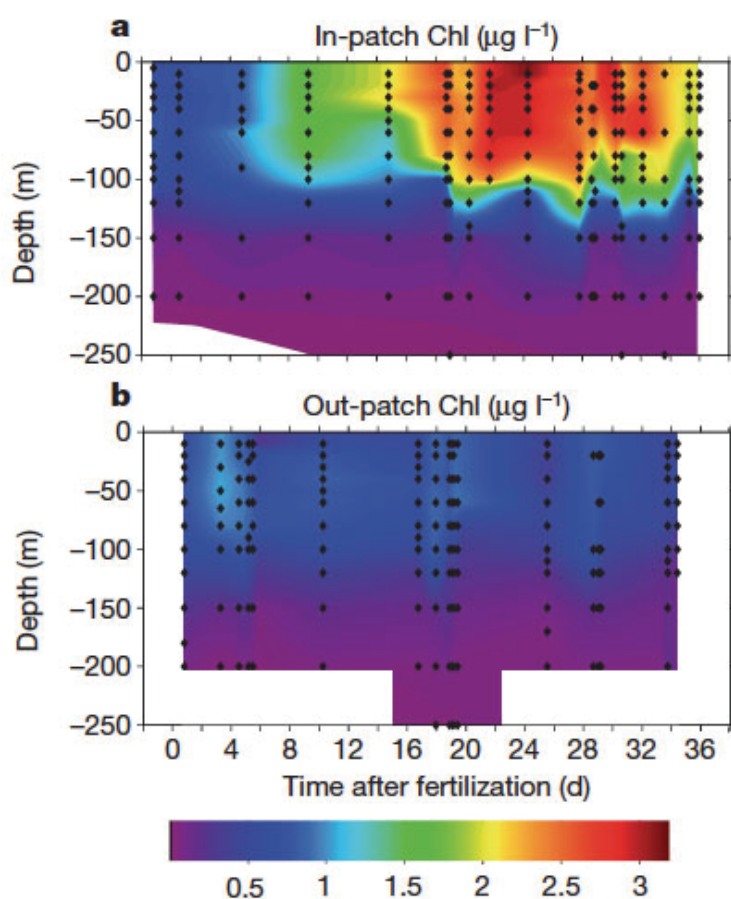 a
In-patch Chl (μg l⁻¹)
0
−50
−100
−150
−200
−250
Depth (m)
b
Out-patch Chl (μg l⁻¹)
0
−50
−100
−150
−200
−250
Depth (m)
0 4 8 12 16 20 24 28 32 36
Time after fertilization (d)
0.5 1 1.5 2 2.5 3